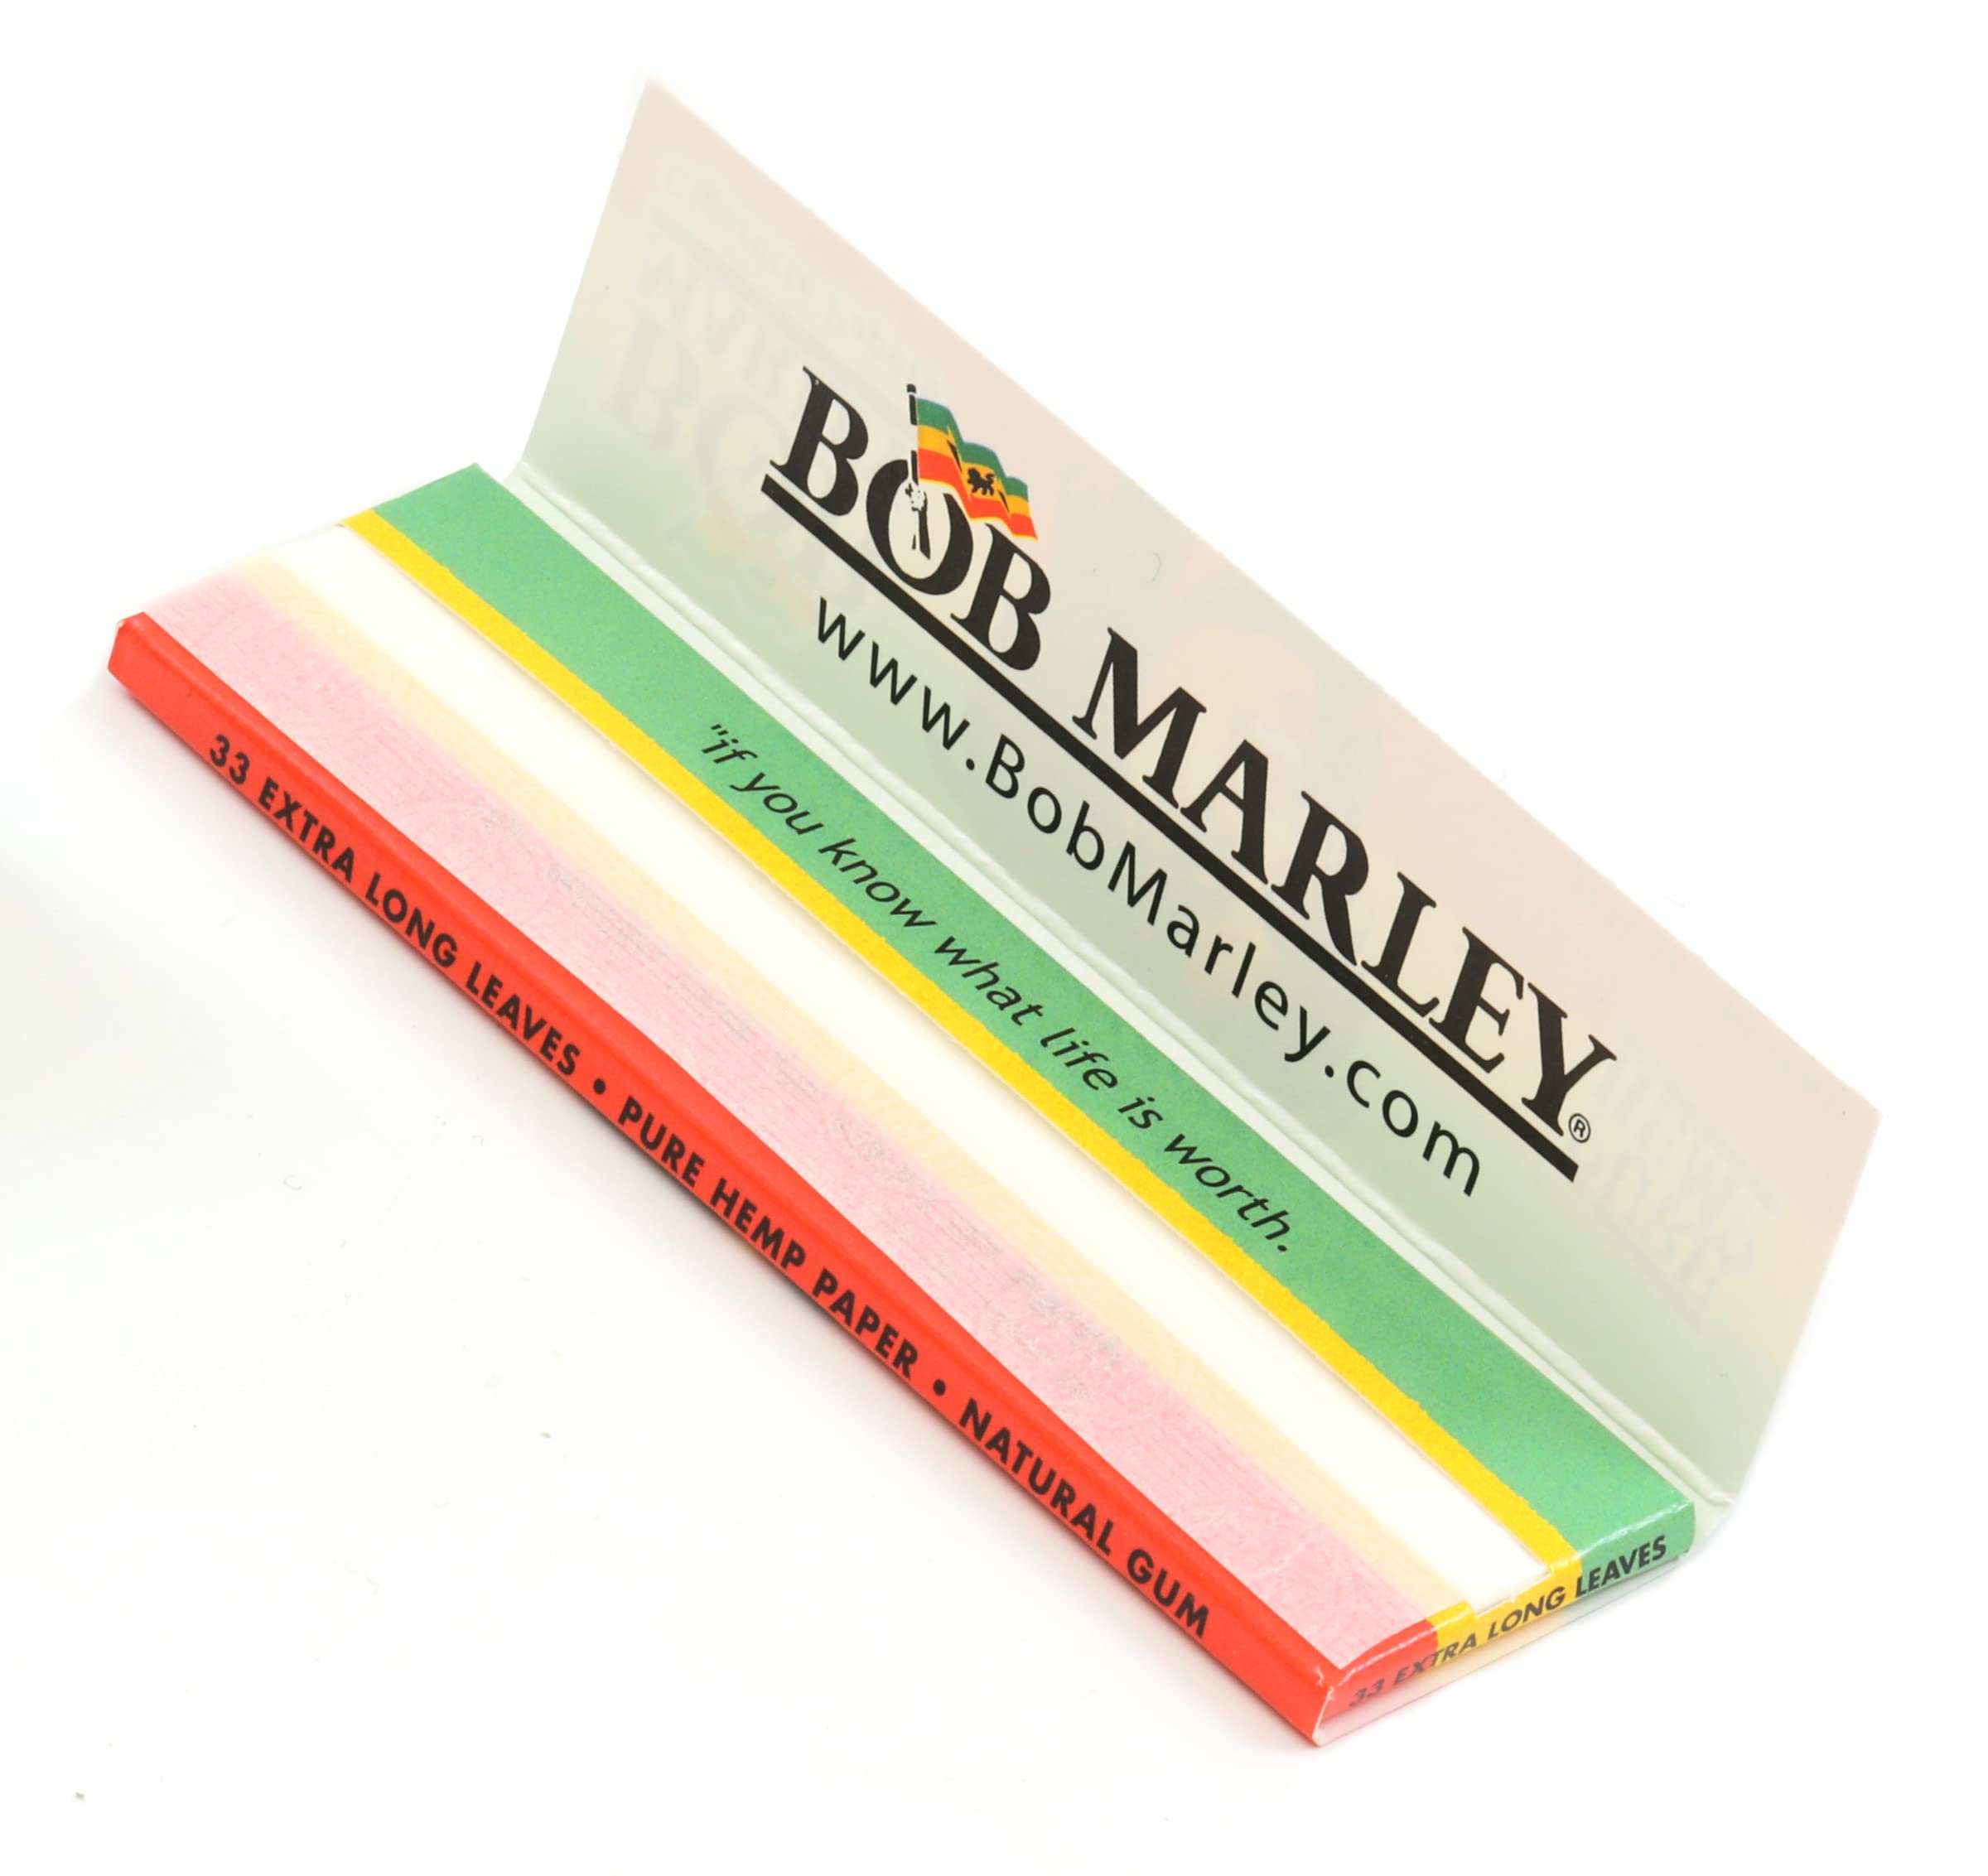 BOB MARLEY®
www.BobMarley.com
"if you know what life is worth.
33 EXTRA LONG LEAVES • PURE HEMP PAPER • NATURAL GUM
33 EXTRA LONG LEAVES